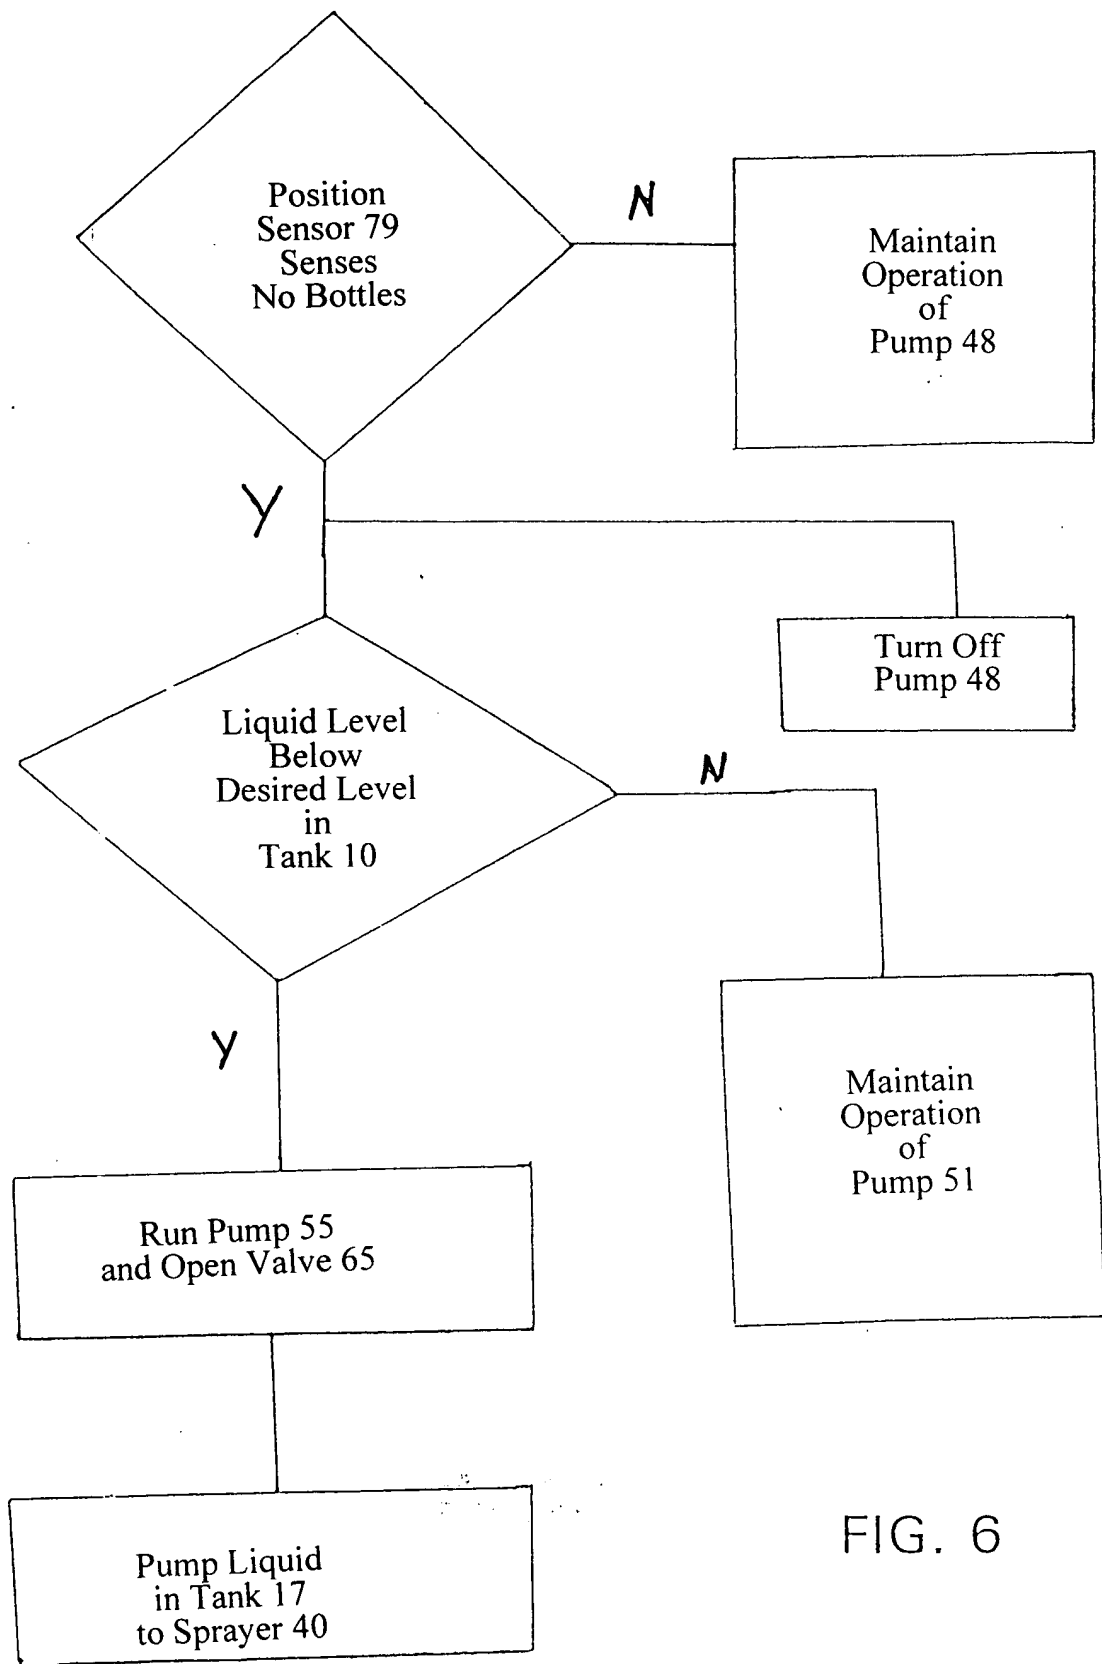 Position
Sensor 79
Senses
No Bottles
N
Maintain
Operation
of
Pump 48
Y
Turn Off
Pump 48
Liquid Level
Below
Desired Level
in
Tank 10
N
Maintain
Operation
of
Pump 51
Y
Run Pump 55
and Open Valve 65
Pump Liquid
in Tank 17
to Sprayer 40
FIG. 6